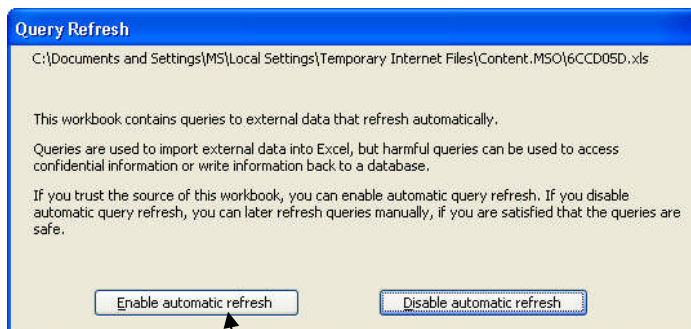 Query Refresh
C:\Documents and Settings\MS\Local Settings\Temporary Internet Files\Content.MSO\6CCD05D.xls
This workbook contains queries to external data that refresh automatically.
Queries are used to import external data into Excel, but harmful queries can be used to access
confidential information or write information back to a database.
If you trust the source of this workbook, you can enable automatic query refresh. If you disable
automatic query refresh, you can later refresh queries manually, if you are satisfied that the queries are
safe.
Enable automatic refresh Disable automatic refresh